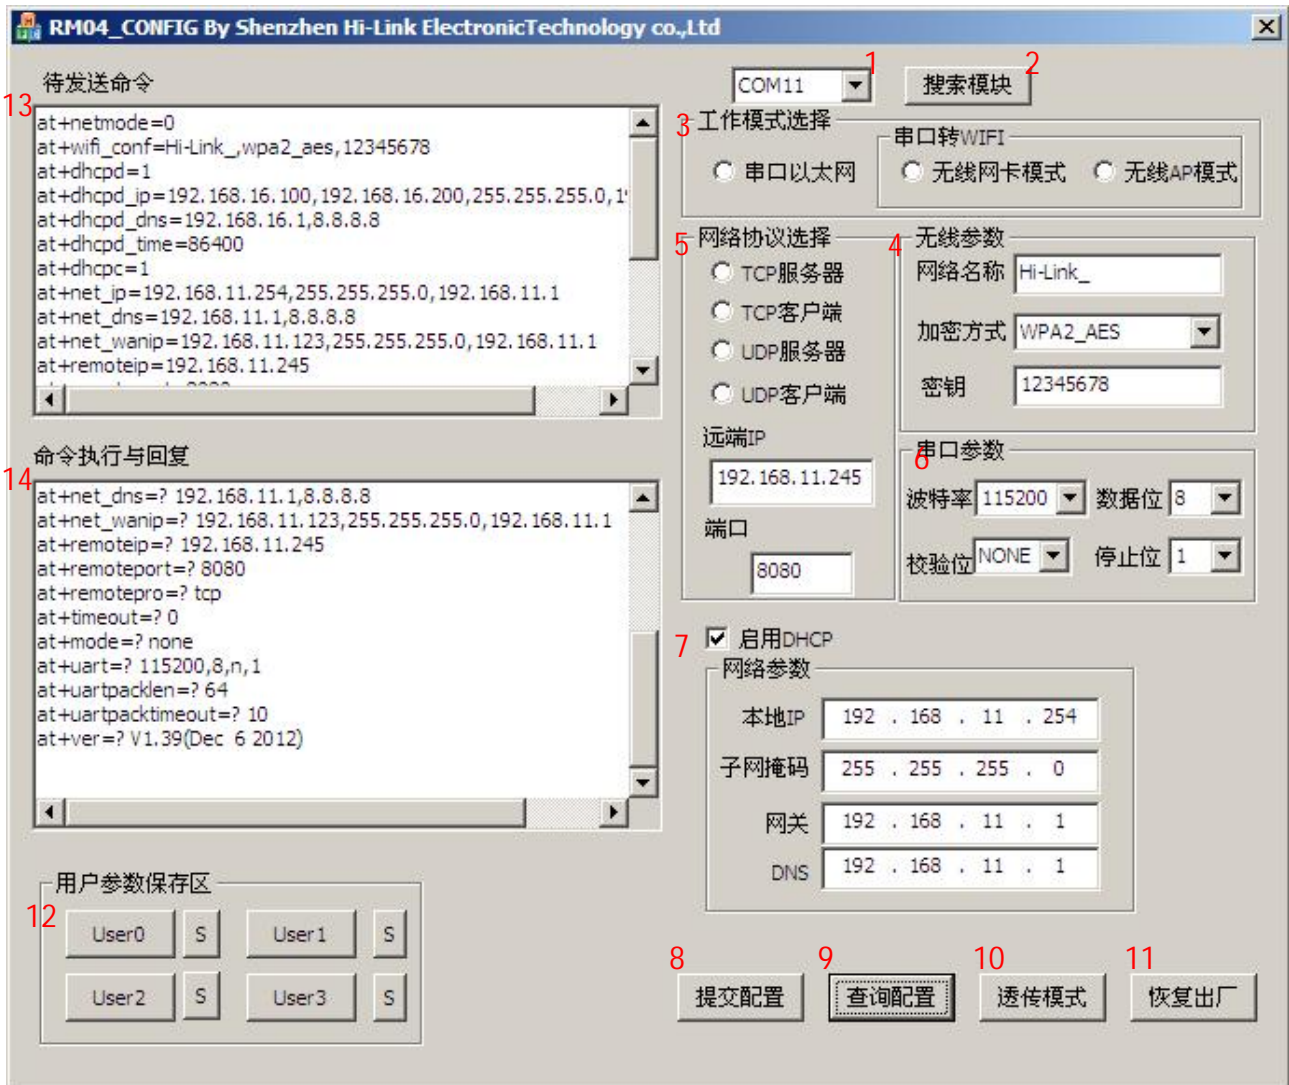 RM04_CONFIG By Shenzhen Hi-Link ElectronicTechnology co.,Ltd
待发送命令
13
at+netmode=0
at+wifi_conf=Hi-Link_,wpa2_aes,12345678
at+dhcpd=1
at+dhcpd_ip=192.168.16.100,192.168.16.200,255.255.255.0,1
at+dhcpd_dns=192.168.16.1,8.8.8.8
at+dhcpd_time=86400
at+dhcpc=1
at+net_ip=192.168.11.254,255.255.255.0,192.168.11.1
at+net_dns=192.168.11.1,8.8.8.8
at+net_wanip=192.168.11.123,255.255.255.0,192.168.11.1
at+remoteip=192.168.11.245
命令执行与回复
14
at+net_dns=? 192.168.11.1,8.8.8.8
at+net_wanip=? 192.168.11.123,255.255.255.0,192.168.11.1
at+remoteip=? 192.168.11.245
at+remoteport=? 8080
at+remotepro=? tcp
at+timeout=? 0
at+mode=? none
at+uart=? 115200,8,n,1
at+uartpacklen=? 64
at+uartpacktimeout=? 10
at+ver=? V1.39(Dec 6 2012)
用户参数保存区
12
User0 S User1 S
User2 S User3 S
COM11 1 搜索模块 2
3 工作模式选择
串口转WIFI
串口以太网 无线网卡模式 无线AP模式
5 网络协议选择
TCP服务器
TCP客户端
UDP服务器
UDP客户端
远端IP
192.168.11.245
端口
8080
4 无线参数
网络名称 Hi-Link_
加密方式 WPA2_AES
密钥 12345678
6 串口参数
波特率 115200 数据位 8
校验位 NONE 停止位 1
7 启用DHCP
网络参数
本地IP 192 . 168 . 11 . 254
子网掩码 255 . 255 . 255 . 0
网关 192 . 168 . 11 . 1
DNS 192 . 168 . 11 . 1
8 9 10 11
提交配置 查询配置 透传模式 恢复出厂